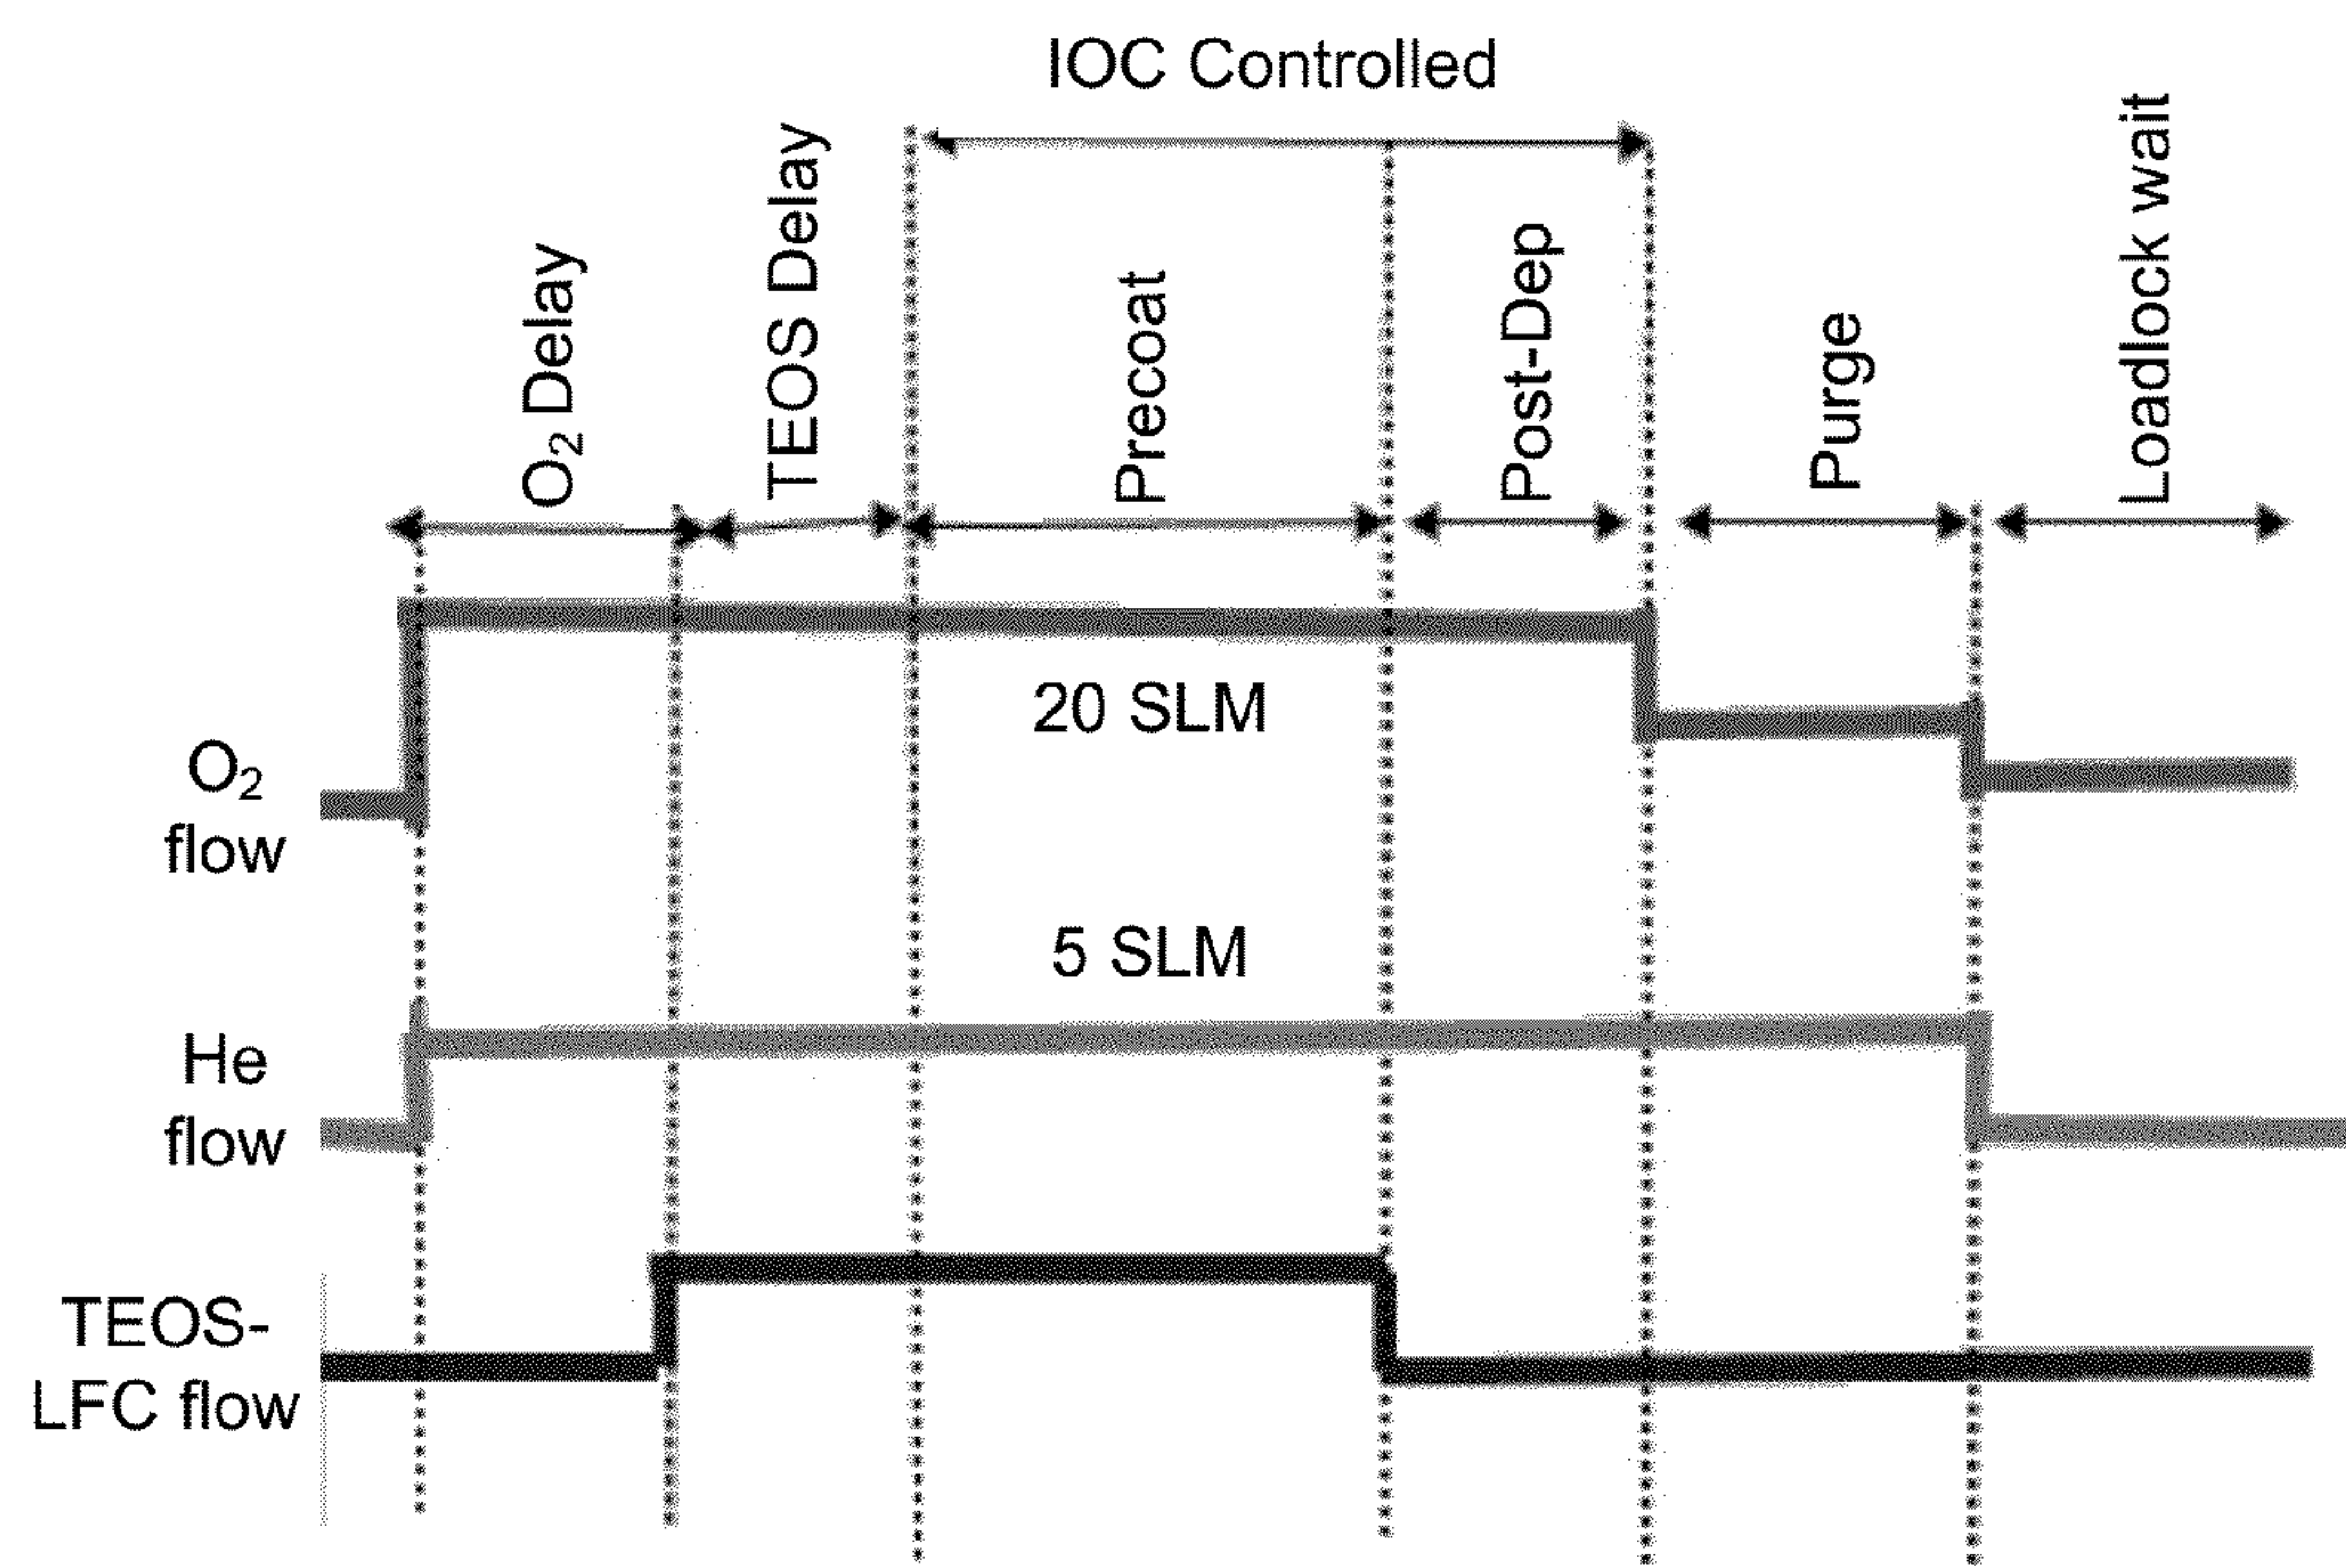 IOC Controlled
O₂ Delay
TEOS Delay
Precoat
Post-Dep
Purge
Loadlock wait
20 SLM
O₂
flow
5 SLM
He
flow
TEOS-
LFC flow